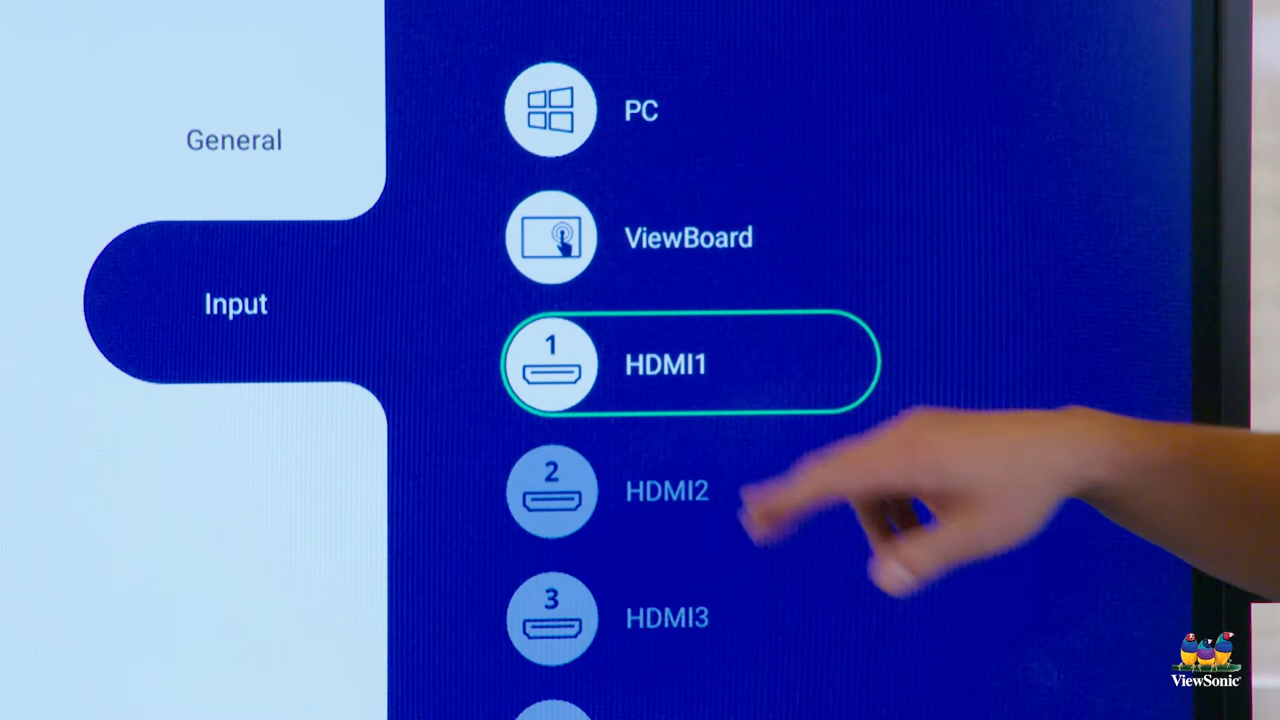 General
Input
PC
ViewBoard
1
HDMI1
2
HDMI2
3
HDMI3
ViewSonic